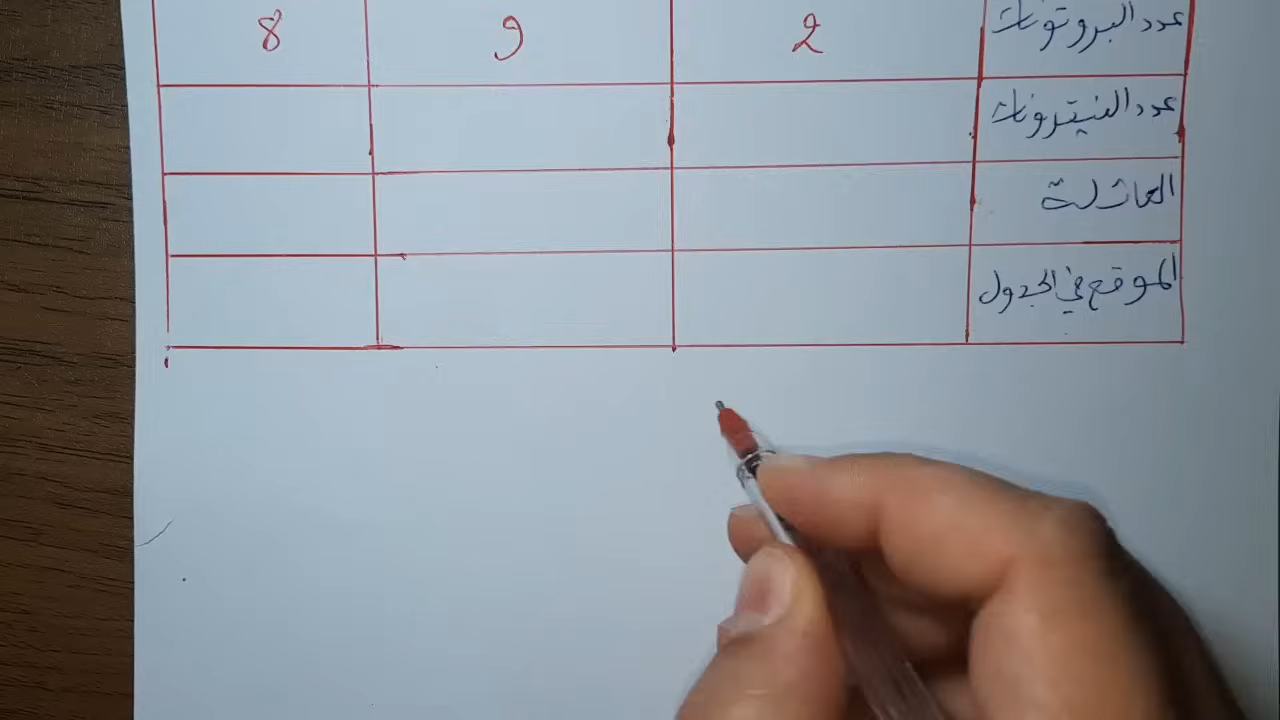 عدد البروتونات 2 9 8
عدد النيترونات
العائلة
الموقع في الجدول